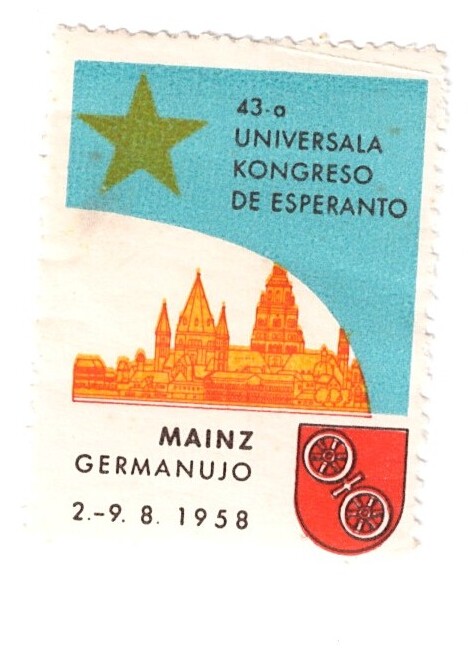 43-a
UNIVERSALA
KONGRESO
DE ESPERANTO
MAINZ
GERMANUJO
2.-9. 8. 1958